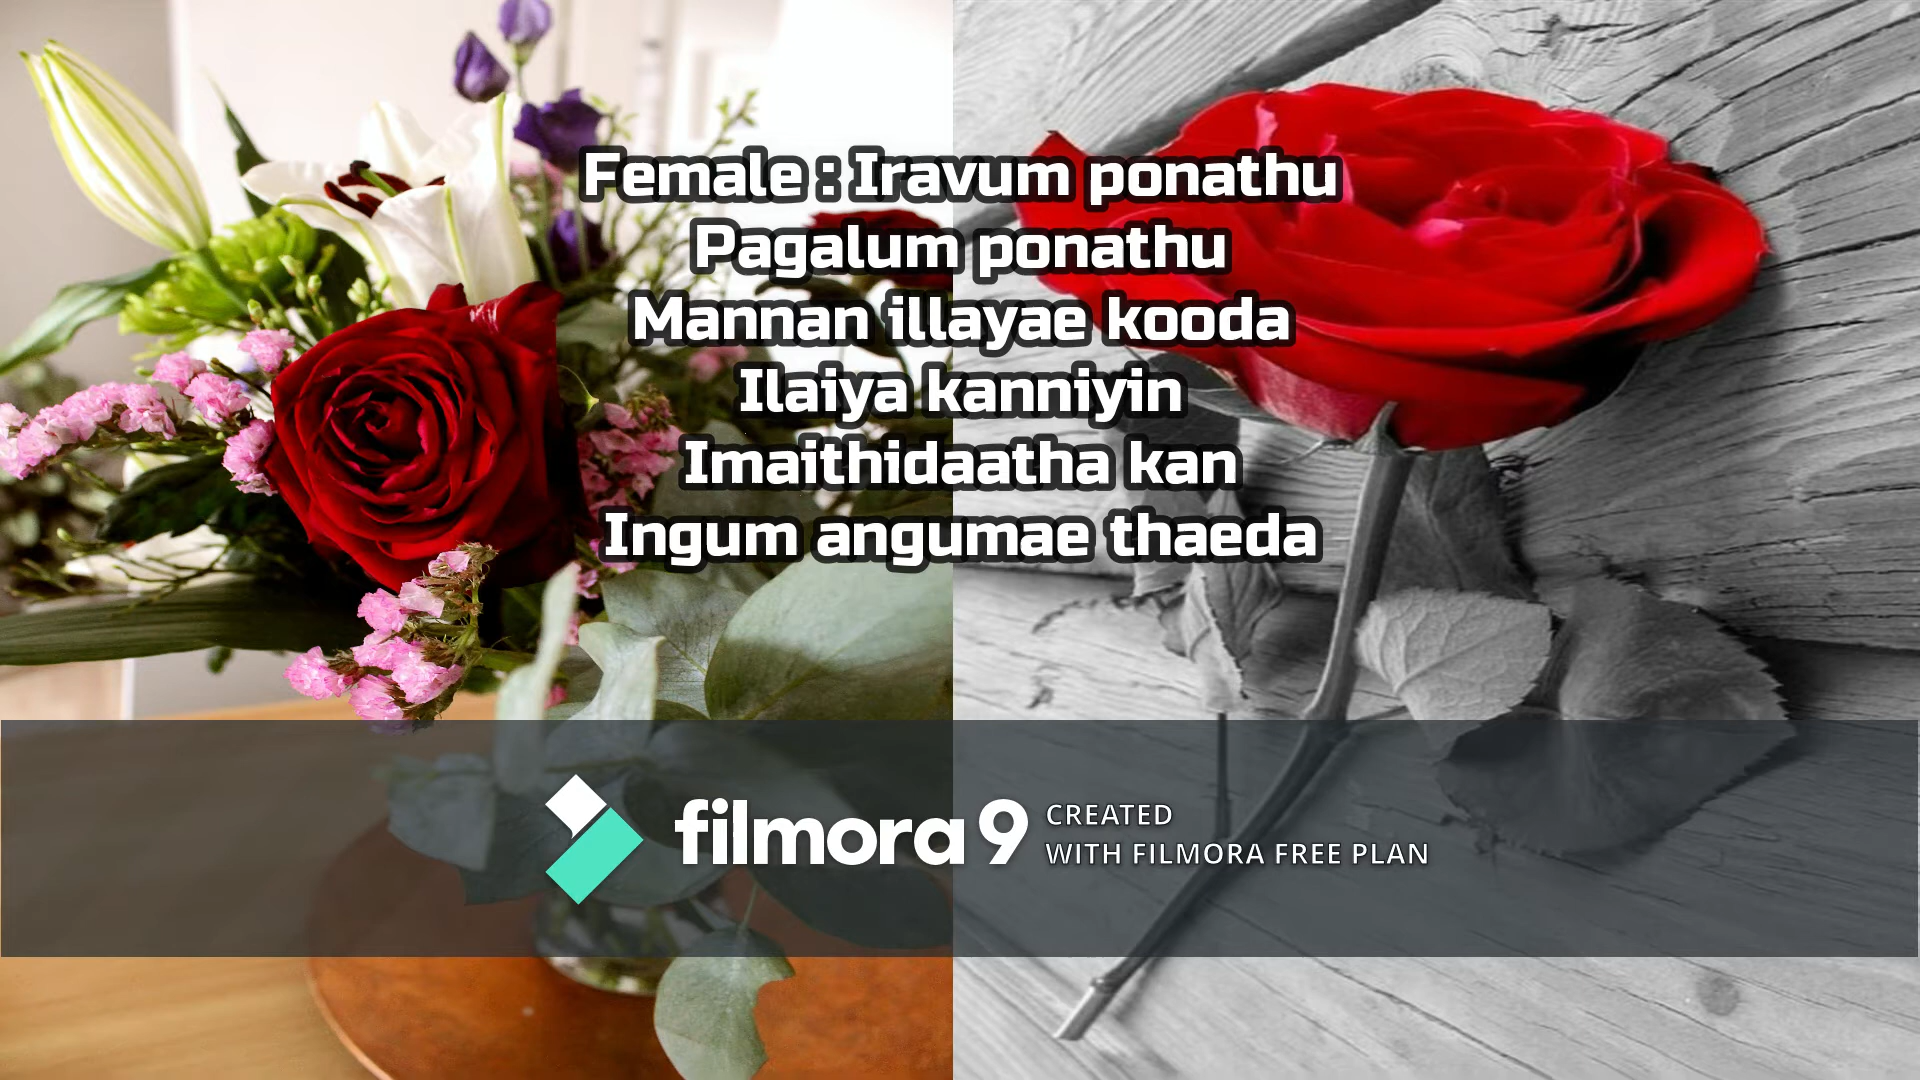 Female : Iravum ponathu
Pagalum ponathu
Mannan illayae kooda
Ilaiya kanniyin
Imaithidaatha kan
Ingum angumae thaeda
filmora 9
CREATED
WITH FILMORA FREE PLAN